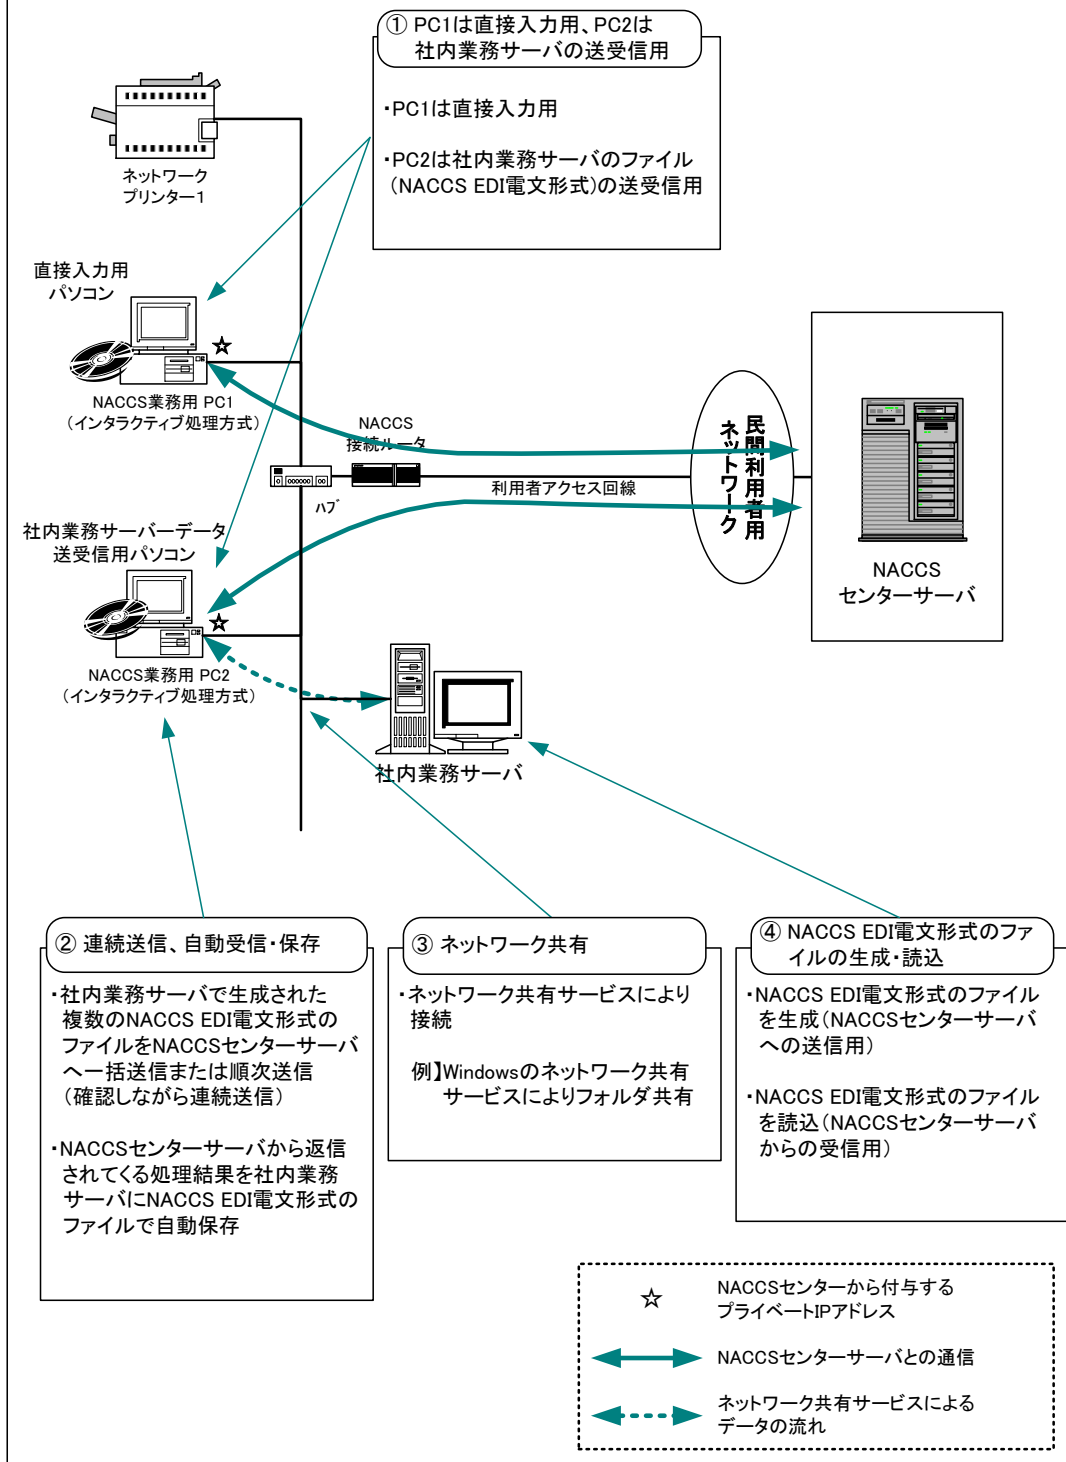 ① PC1は直接入力用、PC2は
社内業務サーバの送受信用
・PC1は直接入力用
・PC2は社内業務サーバのファイル
（NACCS EDI電文形式）の送受信用
ネットワーク
プリンター1
直接入力用
パソコン
☆
NACCS業務用 PC1
（インタラクティブ処理方式）
NACCS
接続ルータ
ハブ
利用者アクセス回線
民間利用者用
ネットワーク
NACCS
センターサーバ
社内業務サーバーデータ
送受信用パソコン
☆
NACCS業務用 PC2
（インタラクティブ処理方式）
社内業務サーバ
② 連続送信、自動受信・保存
・社内業務サーバで生成された
複数のNACCS EDI電文形式の
ファイルをNACCSセンターサーバ
へ一括送信または順次送信
（確認しながら連続送信）
・NACCSセンターサーバから返信
されてくる処理結果を社内業務
サーバにNACCS EDI電文形式の
ファイルで自動保存
③ ネットワーク共有
・ネットワーク共有サービスにより
接続
例】Windowsのネットワーク共有
サービスによりフォルダ共有
④ NACCS EDI電文形式のファ
イルの生成・読込
・NACCS EDI電文形式のファイル
を生成（NACCSセンターサーバ
への送信用）
・NACCS EDI電文形式のファイル
を読込（NACCSセンターサーバ
からの受信用）
☆
NACCSセンターから付与する
プライベートIPアドレス
NACCSセンターサーバとの通信
ネットワーク共有サービスによる
データの流れ